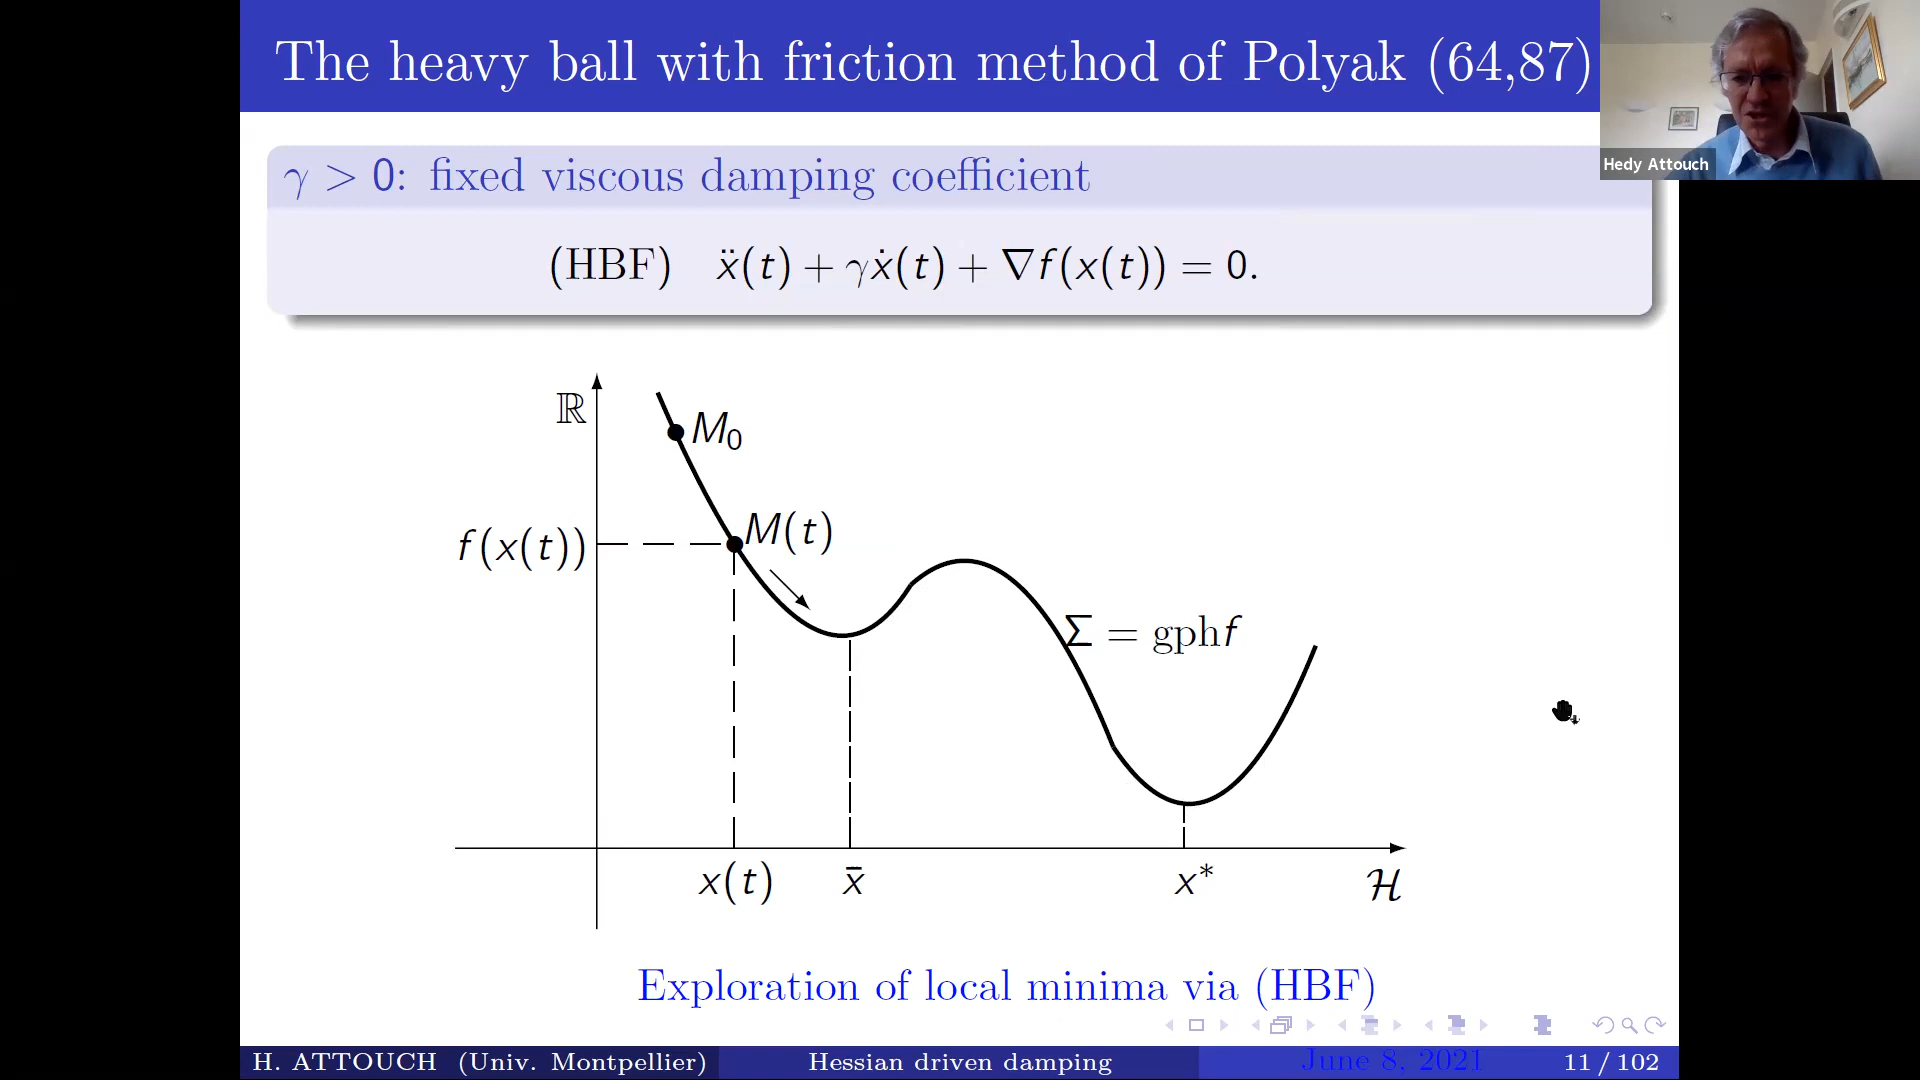 The heavy ball with friction method of Polyak (64,87)
Hedy Attouch
γ > 0: fixed viscous damping coefficient
(HBF) ẍ(t) + γẋ(t) + ∇f(x(t)) = 0.
ℝ
M₀
f(x(t))
M(t)
Σ = gphf
x(t)
x̄
x*
ℋ
Exploration of local minima via (HBF)
H. ATTOUCH (Univ. Montpellier)
Hessian driven damping
June 8, 2021
11 / 102